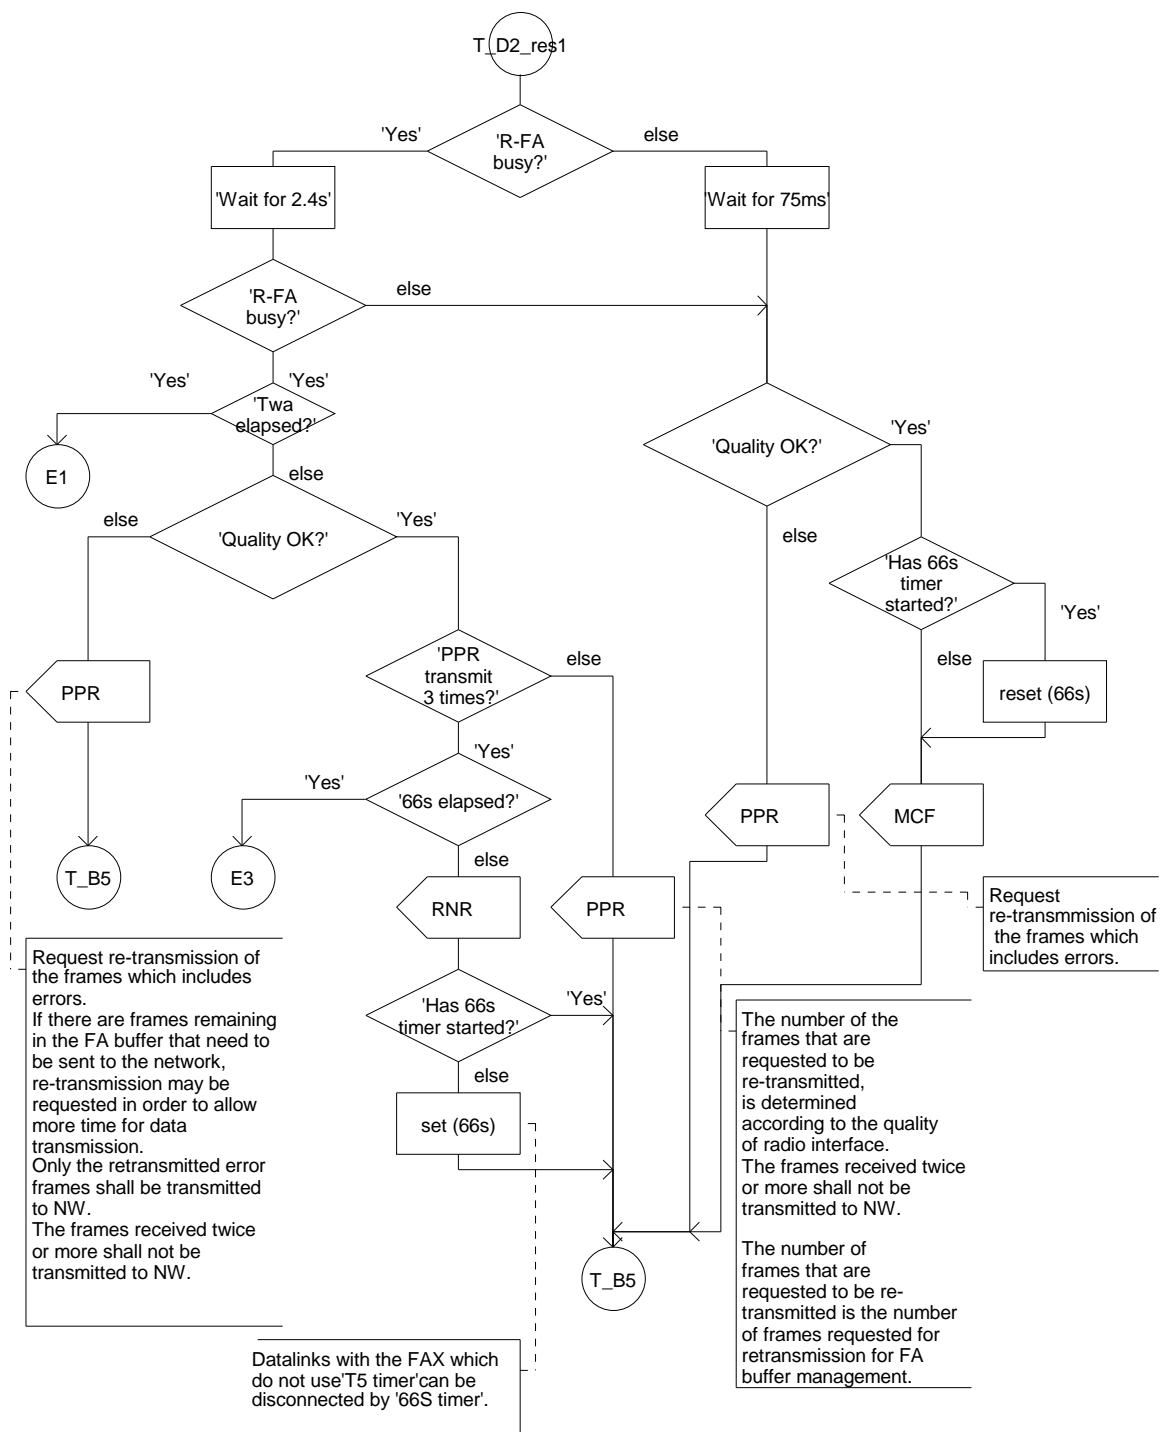 T_D2_res1
'Yes'
else
'R-FA
busy?'
'Wait for 2.4s'
'Wait for 75ms'
'R-FA
busy?'
else
'Yes'
'Yes'
'Twa
elapsed?'
E1
else
'Quality OK?'
'Yes'
else
'Yes'
'Quality OK?'
else
'Has 66s
timer
started?'
'Yes'
else
reset (66s)
'PPR
transmit
3 times?'
else
PPR
'Yes'
'Yes'
'66s elapsed?'
PPR
MCF
else
T_B5
E3
RNR
PPR
Request
re-transmmission of
the frames which
includes errors.
Request re-transmission of
the frames which includes
errors.
If there are frames remaining
in the FA buffer that need to
be sent to the network,
re-transmission may be
requested in order to allow
more time for data
transmission.
Only the retransmitted error
frames shall be transmitted
to NW.
The frames received twice
or more shall not be
transmitted to NW.
'Has 66s
timer started?'
'Yes'
else
set (66s)
The number of the
frames that are
requested to be
re-transmitted,
is determined
according to the quality
of radio interface.
The frames received twice
or more shall not be
transmitted to NW.
The number of
frames that are
requested to be re-
transmitted is the number
of frames requested for
retransmission for FA
buffer management.
T_B5
Datalinks with the FAX which
do not use'T5 timer'can be
disconnected by '66S timer'.